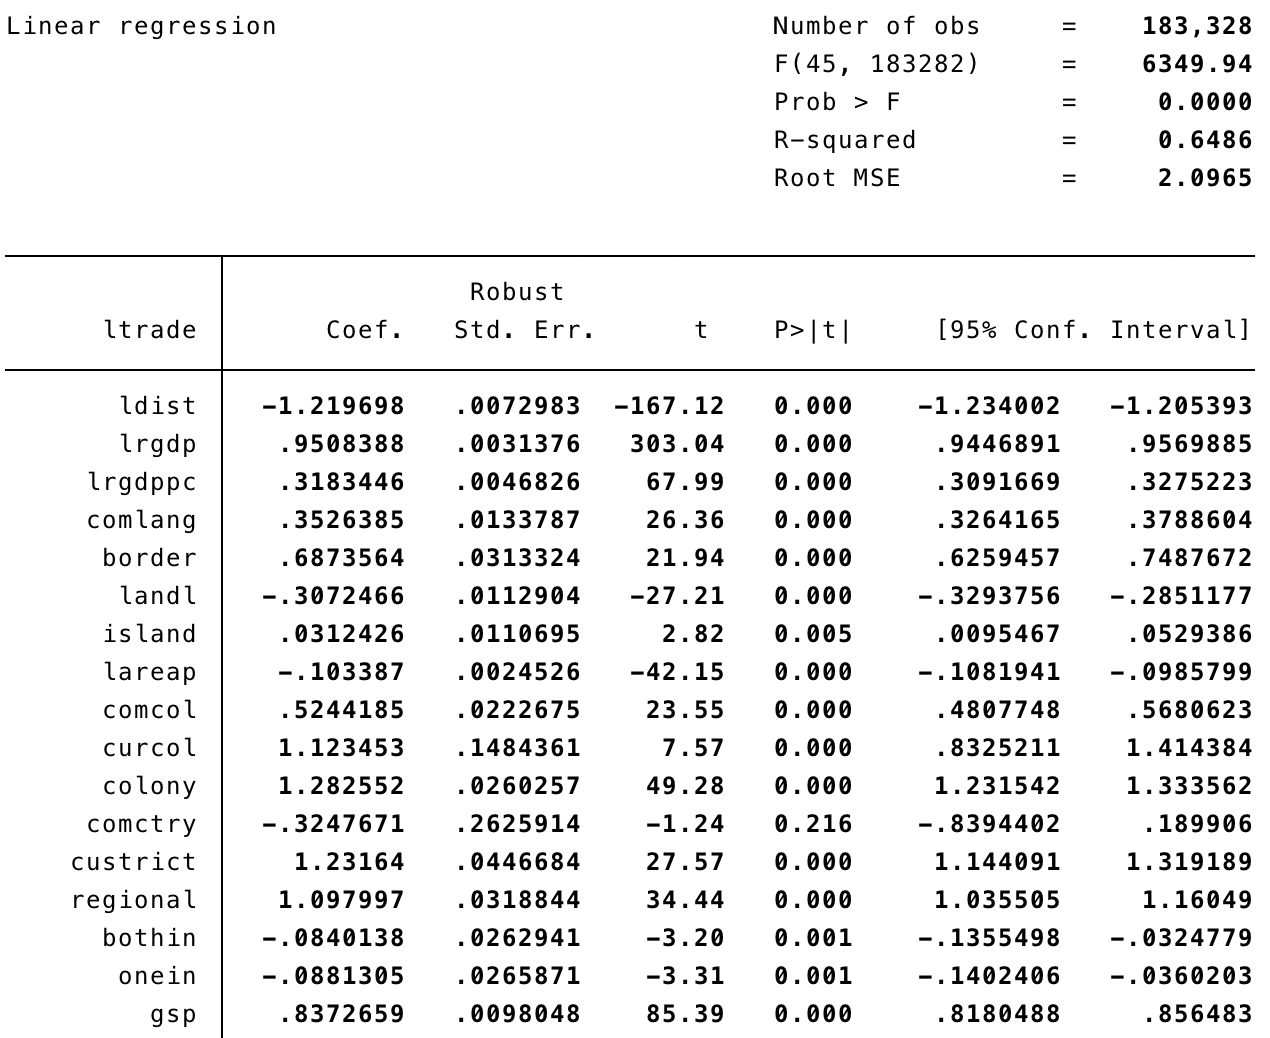 Linear regression Number of obs = 183,328
F(45, 183282) = 6349.94
Prob > F = 0.0000
R-squared = 0.6486
Root MSE = 2.0965
Robust
ltrade Coef. Std. Err. t P>|t| [95% Conf. Interval]
ldist -1.219698 .0072983 -167.12 0.000 -1.234002 -1.205393
lrgdp .9508388 .0031376 303.04 0.000 .9446891 .9569885
lrgdppc .3183446 .0046826 67.99 0.000 .3091669 .3275223
comlang .3526385 .0133787 26.36 0.000 .3264165 .3788604
border .6873564 .0313324 21.94 0.000 .6259457 .7487672
landl -.3072466 .0112904 -27.21 0.000 -.3293756 -.2851177
island .0312426 .0110695 2.82 0.005 .0095467 .0529386
lareap -.103387 .0024526 -42.15 0.000 -.1081941 -.0985799
comcol .5244185 .0222675 23.55 0.000 .4807748 .5680623
curcol 1.123453 .1484361 7.57 0.000 .8325211 1.414384
colony 1.282552 .0260257 49.28 0.000 1.231542 1.333562
comctry -.3247671 .2625914 -1.24 0.216 -.8394402 .189906
custrict 1.23164 .0446684 27.57 0.000 1.144091 1.319189
regional 1.097997 .0318844 34.44 0.000 1.035505 1.16049
bothin -.0840138 .0262941 -3.20 0.001 -.1355498 -.0324779
onein -.0881305 .0265871 -3.31 0.001 -.1402406 -.0360203
gsp .8372659 .0098048 85.39 0.000 .8180488 .856483